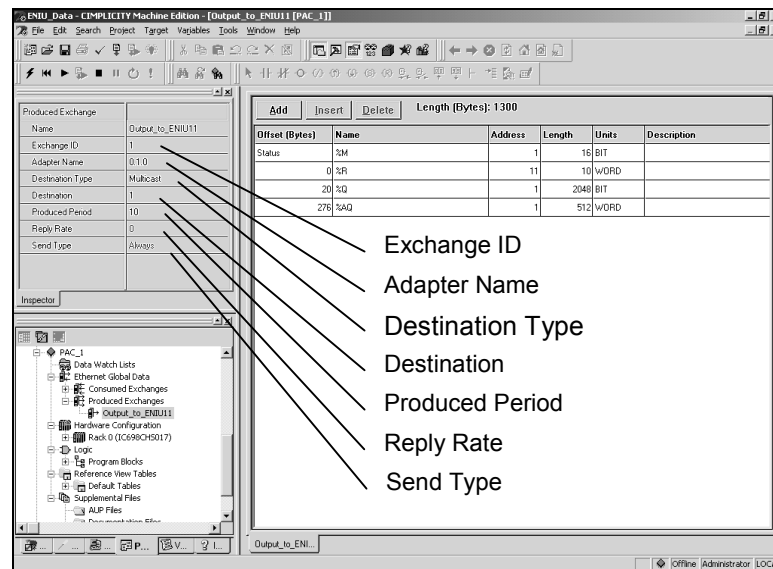 ENIU_Data - CIMPLICITY Machine Edition - [Output_to_ENIU11 [PAC_1]]
File Edit Search Project Target Variables Tools Window Help
Produced Exchange
Name Output_to_ENIU11
Exchange ID 1
Adapter Name 0.1.0
Destination Type Multicast
Destination 1
Produced Period 10
Reply Rate 0
Send Type Always
Inspector
Add Insert Delete Length (Bytes): 1300
Offset (Bytes) Name Address Length Units Description
Status %M 1 16 BIT
0 %R 11 10 WORD
20 %Q 1 2048 BIT
276 %AQ 1 512 WORD
Exchange ID
Adapter Name
Destination Type
Destination
Produced Period
Reply Rate
Send Type
PAC_1
Data Watch Lists
Ethernet Global Data
Consumed Exchanges
Produced Exchanges
Output_to_ENIU11
Hardware Configuration
Rack 0 (IC698CHS017)
Logic
Program Blocks
Reference View Tables
Default Tables
Supplemental Files
AUP Files
Documentation Files
P... V... I...
Output_to_ENI...
Offline Administrator LOCA